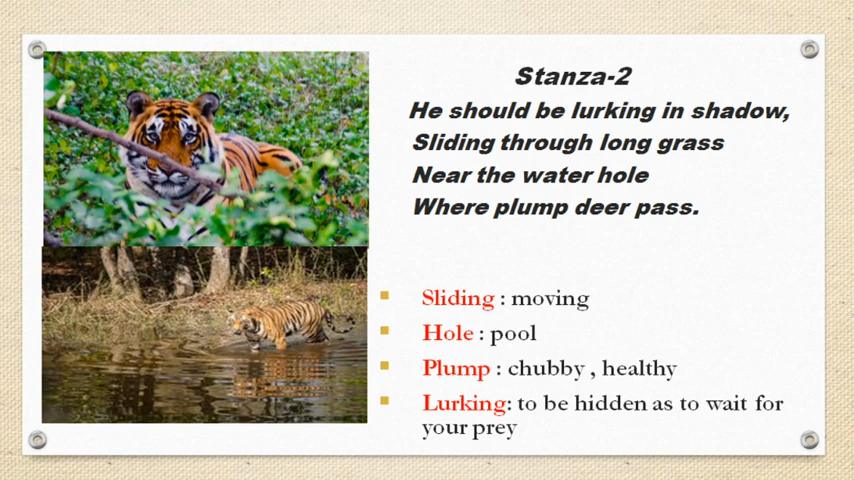 Stanza-2
He should be lurking in shadow,
Sliding through long grass
Near the water hole
Where plump deer pass.
Sliding : moving
Hole : pool
Plump : chubby , healthy
Lurking: to be hidden as to wait for
your prey